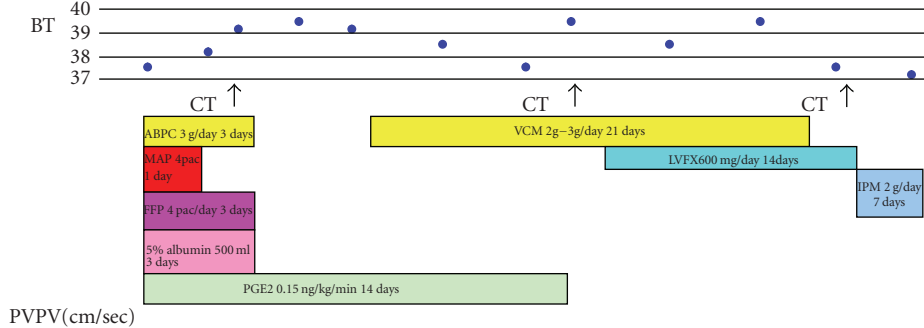 40
BT
39
38
37
CT
CT
CT
ABPC 3 g/day 3 days
VCM 2g−3g/day 21 days
MAP 4pac
1 day
LVFX600 mg/day 14days
IPM 2 g/day
7 days
FFP 4 pac/day 3 days
5% albumin 500 ml
3 days
PGE2 0.15 ng/kg/min 14 days
PVPV(cm/sec)